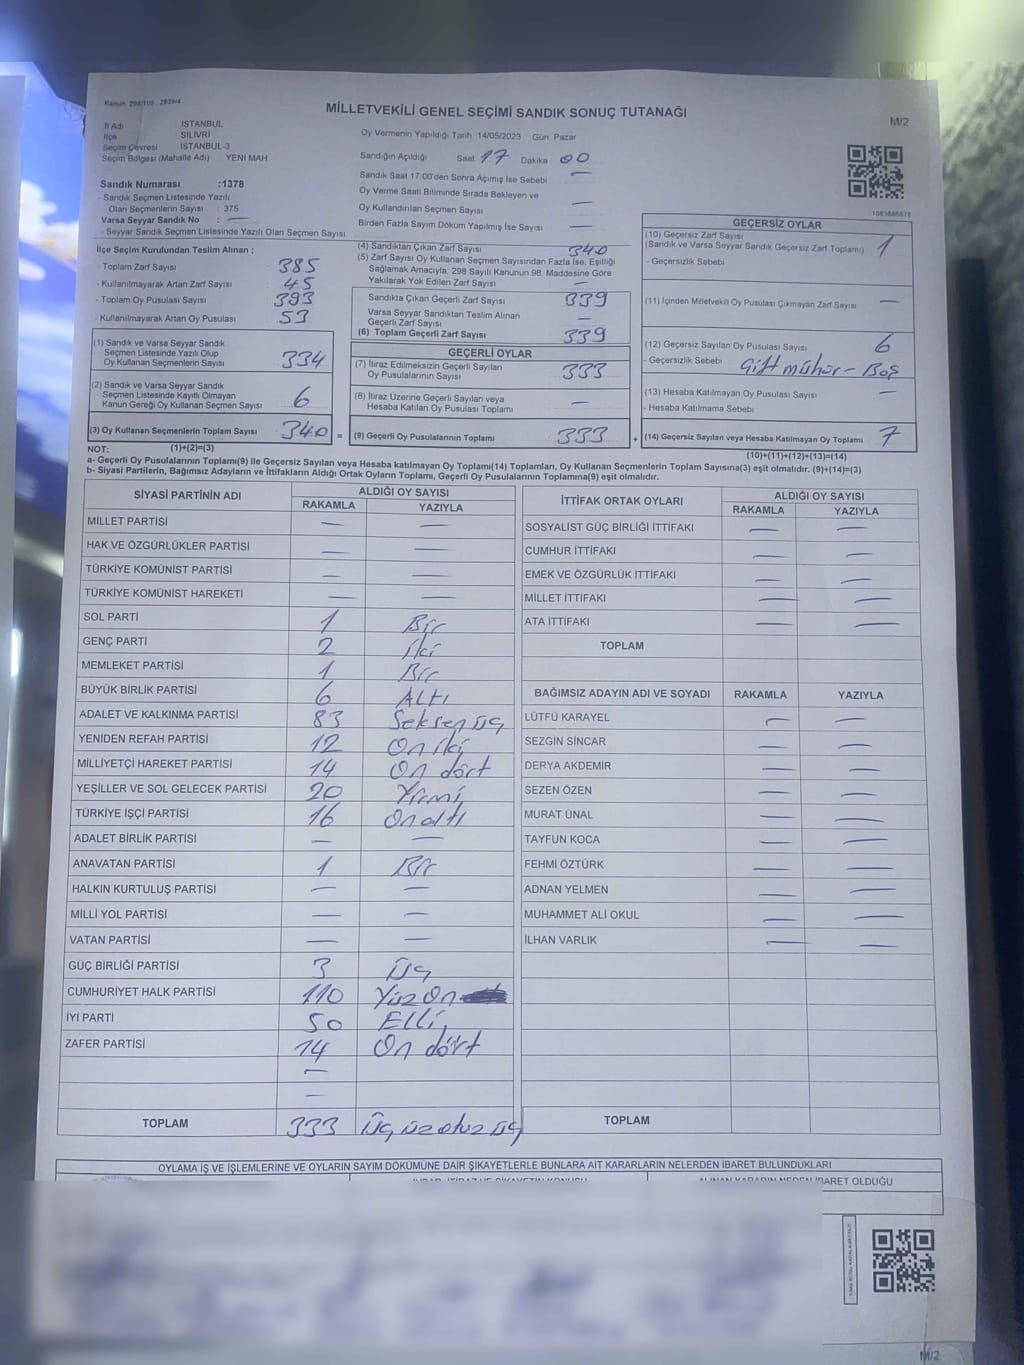 Kanun: 298/105 , 2839/4
MİLLETVEKİLİ GENEL SEÇİMİ SANDIK SONUÇ TUTANAĞI
M/2
İl Adı İSTANBUL
İlçe SİLİVRİ
Seçim Çevresi İSTANBUL-3
Seçim Bölgesi (Mahalle Adı) YENİ MAH
Sandık Numarası :1378
- Sandık Seçmen Listesinde Yazılı
Olan Seçmenlerin Sayısı : 375
Varsa Seyyar Sandık No : —
- Seyyar Sandık Seçmen Listesinde Yazılı Olan Seçmen Sayısı
Oy Vermenin Yapıldığı Tarih 14/05/2023 Gün: Pazar
Sandığın Açıldığı Saat 17 Dakika 00
Sandık Saat 17:00'den Sonra Açımış İse Sebebi —
Oy Verme Saati Bitiminde Sırada Bekleyen ve
Oy Kullandırılan Seçmen Sayısı —
Birden Fazla Sayım Döküm Yapılmış İse Sayısı —
İlçe Seçim Kurulundan Teslim Alınan ;
- Toplam Zarf Sayısı 385
- Kullanılmayarak Artan Zarf Sayısı 45
- Toplam Oy Pusulası Sayısı 393
- Kullanılmayarak Artan Oy Pusulası 53
(1) Sandık ve Varsa Seyyar Sandık
Seçmen Listesinde Yazılı Olup
Oy Kullanan Seçmenlerin Sayısı 334
(2) Sandık ve Varsa Seyyar Sandık
Seçmen Listesinde Kayıtlı Olmayan
Kanun Gereği Oy Kullanan Seçmen Sayısı 6
(3) Oy Kullanan Seçmenlerin Toplam Sayısı 340 =
(4) Sandıktan Çıkan Zarf Sayısı 340
(5) Zarf Sayısı Oy Kullanan Seçmen Sayısından Fazla İse, Eşitliği
Sağlamak Amacıyla, 298 Sayılı Kanunun 98. Maddesine Göre
Yakılarak Yok Edilen Zarf Sayısı —
Sandıkta Çıkan Geçerli Zarf Sayısı 339
Varsa Seyyar Sandıktan Teslim Alınan
Geçerli Zarf Sayısı —
(6) Toplam Geçerli Zarf Sayısı 339
GEÇERLİ OYLAR
(7) İtiraz Edilmeksizin Geçerli Sayılan
Oy Pusulalarının Sayısı 333
(8) İtiraz Üzerine Geçerli Sayılan veya
Hesaba Katılan Oy Pusulası Toplamı —
(9) Geçerli Oy Pusulalarının Toplamı 333 +
1083686878
GEÇERSİZ OYLAR
(10) Geçersiz Zarf Sayısı 1
(Sandık ve Varsa Seyyar Sandık Geçersiz Zarf Toplamı)
- Geçersizlik Sebebi
(11) İçinden Milletvekili Oy Pusulası Çıkmayan Zarf Sayısı —
(12) Geçersiz Sayılan Oy Pusulası Sayısı 6
- Geçersizlik Sebebi Çift mühür - Boş
(13) Hesaba Katılmayan Oy Pusulası Sayısı —
- Hesaba Katılmama Sebebi
(14) Geçersiz Sayılan veya Hesaba Katılmayan Oy Toplamı 7
NOT: (1)+(2)=(3) (10)+(11)+(12)+(13)=(14)
a- Geçerli Oy Pusulasının Toplamı(9) ile Geçersiz Sayılan veya Hesaba katılmayan Oy Toplamı(14) Toplamları, Oy Kullanan Seçmenlerin Toplam Sayısına(3) eşit olmalıdır. (9)+(14)=(3)
b- Siyasi Partilerin, Bağımsız Adayların ve İttifakların Aldığı Ortak Oyların Toplamı, Geçerli Oy Pusulalarının Toplamına(9) eşit olmalıdır.
SİYASİ PARTİNİN ADI ALDIĞI OY SAYISI
RAKAMLA YAZIYLA
MİLLET PARTİSİ — —
HAK VE ÖZGÜRLÜKLER PARTİSİ — —
TÜRKİYE KOMÜNİST PARTİSİ — —
TÜRKİYE KOMÜNİST HAREKETİ — —
SOL PARTİ 1 Bir
GENÇ PARTİ 2 İki
MEMLEKET PARTİSİ 1 Bir
BÜYÜK BİRLİK PARTİSİ 6 Altı
ADALET VE KALKINMA PARTİSİ 83 Seksen üç
YENİDEN REFAH PARTİSİ 12 On iki
MİLLİYETÇİ HAREKET PARTİSİ 14 On dört
YEŞİLLER VE SOL GELECEK PARTİSİ 20 Yirmi
TÜRKİYE İŞÇİ PARTİSİ 16 On altı
ADALET BİRLİK PARTİSİ — —
ANAVATAN PARTİSİ 1 Bir
HALKIN KURTULUŞ PARTİSİ — —
MİLLİ YOL PARTİSİ — —
VATAN PARTİSİ — —
GÜÇ BİRLİĞİ PARTİSİ 3 Üç
CUMHURİYET HALK PARTİSİ 110 Yüz On
İYİ PARTİ 50 Elli
ZAFER PARTİSİ 14 On dört
—
—
TOPLAM 333 Üç üz otuz üç
İTTİFAK ORTAK OYLARI ALDIĞI OY SAYISI
RAKAMLA YAZIYLA
SOSYALİST GÜÇ BİRLİĞİ İTTİFAKI — —
CUMHUR İTTİFAKI — —
EMEK VE ÖZGÜRLÜK İTTİFAKI — —
MİLLET İTTİFAKI — —
ATA İTTİFAKI — —
TOPLAM
BAĞIMSIZ ADAYIN ADI VE SOYADI RAKAMLA YAZIYLA
LÜTFÜ KARAYEL — —
SEZGİN SİNCAR — —
DERYA AKDEMİR — —
SEZEN ÖZEN — —
MURAT ÜNAL — —
TAYFUN KOCA — —
FEHMİ ÖZTÜRK — —
ADNAN YELMEN — —
MUHAMMET ALİ OKUL — —
İLHAN VARLIK — —
TOPLAM
OYLAMA İŞ VE İŞLEMLERİNE VE OYLARIN SAYIM DÖKÜMÜNE DAİR ŞİKAYETLERLE BUNLARA AİT KARARLARIN NELERDEN İBARET BULUNDUKLARI
İHBAR, İTİRAZ VE ŞİKAYETİN KONUSU ALINAN KARARIN NEDEN İBARET OLDUĞU
M/2